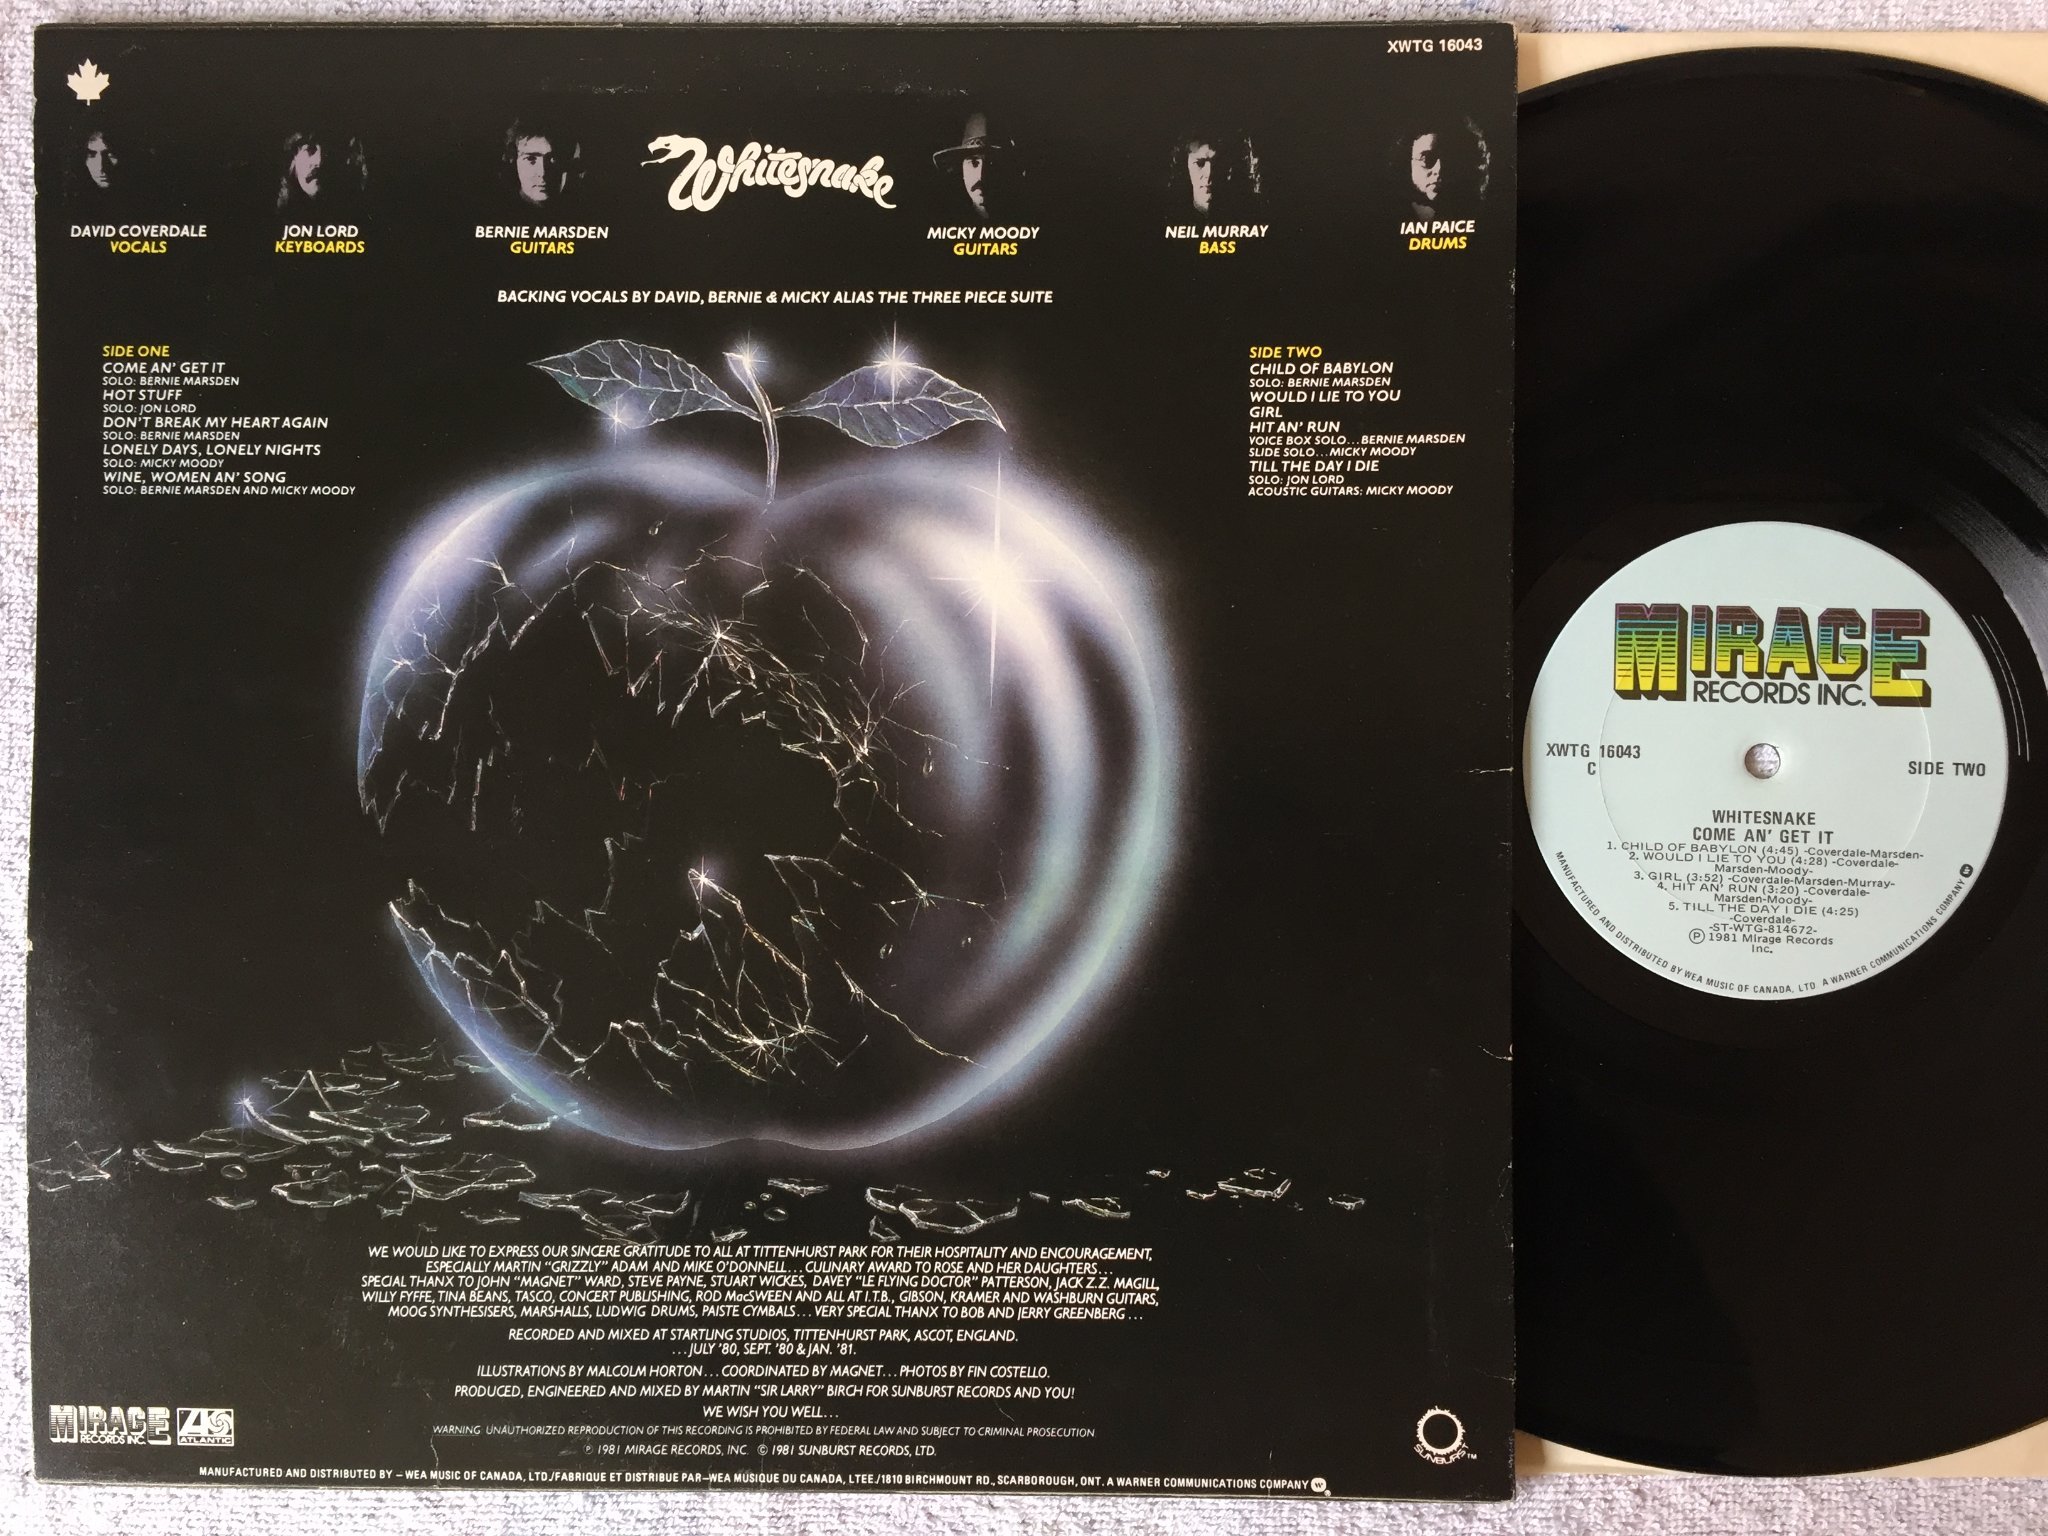 XWTG 16043
Whitesnake
DAVID COVERDALE
VOCALS
JON LORD
KEYBOARDS
BERNIE MARSDEN
GUITARS
MICKY MOODY
GUITARS
NEIL MURRAY
BASS
IAN PAICE
DRUMS
BACKING VOCALS BY DAVID, BERNIE & MICKY ALIAS THE THREE PIECE SUITE
SIDE ONE
COME AN' GET IT
SOLO: BERNIE MARSDEN
HOT STUFF
SOLO: JON LORD
DON'T BREAK MY HEART AGAIN
SOLO: BERNIE MARSDEN
LONELY DAYS, LONELY NIGHTS
SOLO: MICKY MOODY
WINE, WOMEN AN' SONG
SOLO: BERNIE MARSDEN AND MICKY MOODY
SIDE TWO
CHILD OF BABYLON
SOLO: BERNIE MARSDEN
WOULD I LIE TO YOU
GIRL
HIT AN' RUN
VOICE BOX SOLO...BERNIE MARSDEN
SLIDE SOLO...MICKY MOODY
TILL THE DAY I DIE
SOLO: JON LORD
ACOUSTIC GUITARS: MICKY MOODY
WE WOULD LIKE TO EXPRESS OUR SINCERE GRATITUDE TO ALL AT TITTENHURST PARK FOR THEIR HOSPITALITY AND ENCOURAGEMENT,
ESPECIALLY MARTIN "GRIZZLY" ADAM AND MIKE O'DONNELL...CULINARY AWARD TO ROSE AND HER DAUGHTERS...
SPECIAL THANX TO JOHN "MAGNET" WARD, STEVE PAYNE, STUART WICKES, DAVEY "LE FLYING DOCTOR" PATTERSON, JACK Z.Z. MAGILL,
WILLY FYFFE, TINA BEANS, TASCO, CONCERT PUBLISHING, ROD MacSWEEN AND ALL AT I.T.B., GIBSON, KRAMER AND WASHBURN GUITARS,
MOOG SYNTHESISERS, MARSHALLS, LUDWIG DRUMS, PAISTE CYMBALS...VERY SPECIAL THANX TO BOB AND JERRY GREENBERG...
RECORDED AND MIXED AT STARTLING STUDIOS, TITTENHURST PARK, ASCOT, ENGLAND.
...JULY '80, SEPT. '80 & JAN. '81.
ILLUSTRATIONS BY MALCOLM HORTON...COORDINATED BY MAGNET...PHOTOS BY FIN COSTELLO.
PRODUCED, ENGINEERED AND MIXED BY MARTIN "SIR LARRY" BIRCH FOR SUNBURST RECORDS AND YOU!
WE WISH YOU WELL...
WARNING: UNAUTHORIZED REPRODUCTION OF THIS RECORDING IS PROHIBITED BY FEDERAL LAW AND SUBJECT TO CRIMINAL PROSECUTION
℗ 1981 MIRAGE RECORDS, INC. © 1981 SUNBURST RECORDS, LTD.
MIRAGE
RECORDS INC.
ATLANTIC
SUNBURST TM
MANUFACTURED AND DISTRIBUTED BY – WEA MUSIC OF CANADA, LTD./FABRIQUE ET DISTRIBUE PAR–WEA MUSIQUE DU CANADA, LTEE./1810 BIRCHMOUNT RD., SCARBOROUGH, ONT. A WARNER COMMUNICATIONS COMPANY
MIRAGE
RECORDS INC.
XWTG 16043
C
SIDE TWO
WHITESNAKE
COME AN' GET IT
1. CHILD OF BABYLON (4:45) -Coverdale-Marsden-
2. WOULD I LIE TO YOU (4:28) -Coverdale-
Marsden-Moody-
3. GIRL (3:52) -Coverdale-Marsden-Murray-
4. HIT AN' RUN (3:20) -Coverdale-
Marsden-Moody-
5. TILL THE DAY I DIE (4:25)
-Coverdale-
-ST-WTG-814672-
℗ 1981 Mirage Records
Inc.
MANUFACTURED AND DISTRIBUTED BY WEA MUSIC OF CANADA, LTD. A WARNER COMMUNICATIONS COMPANY